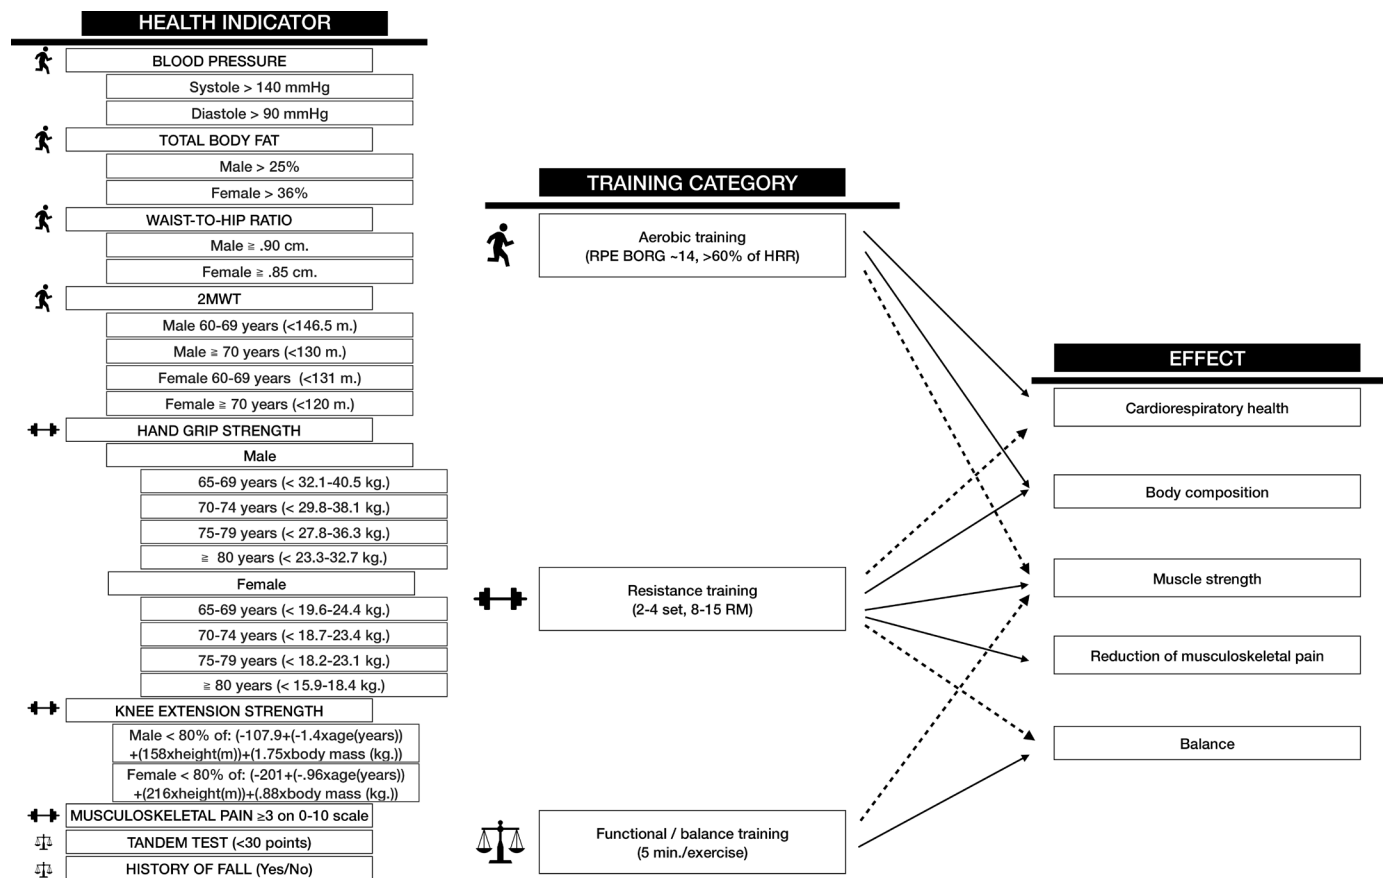 HEALTH INDICATOR
BLOOD PRESSURE
Systole > 140 mmHg
Diastole > 90 mmHg
TOTAL BODY FAT
Male > 25%
Female > 36%
WAIST-TO-HIP RATIO
Male ≧ .90 cm.
Female ≧ .85 cm.
2MWT
Male 60-69 years (<146.5 m.)
Male ≧ 70 years (<130 m.)
Female 60-69 years (<131 m.)
Female ≧ 70 years (<120 m.)
HAND GRIP STRENGTH
Male
65-69 years (< 32.1-40.5 kg.)
70-74 years (< 29.8-38.1 kg.)
75-79 years (< 27.8-36.3 kg.)
≧ 80 years (< 23.3-32.7 kg.)
Female
65-69 years (< 19.6-24.4 kg.)
70-74 years (< 18.7-23.4 kg.)
75-79 years (< 18.2-23.1 kg.)
≧ 80 years (< 15.9-18.4 kg.)
KNEE EXTENSION STRENGTH
Male < 80% of: (-107.9+(-1.4xage(years))
+(158xheight(m))+(1.75xbody mass (kg.))
Female < 80% of: (-201+(-.96xage(years))
+(216xheight(m))+(.88xbody mass (kg.))
MUSCULOSKELETAL PAIN ≥3 on 0-10 scale
TANDEM TEST (<30 points)
HISTORY OF FALL (Yes/No)
TRAINING CATEGORY
Aerobic training
(RPE BORG ~14, >60% of HRR)
Resistance training
(2-4 set, 8-15 RM)
Functional / balance training
(5 min./exercise)
EFFECT
Cardiorespiratory health
Body composition
Muscle strength
Reduction of musculoskeletal pain
Balance